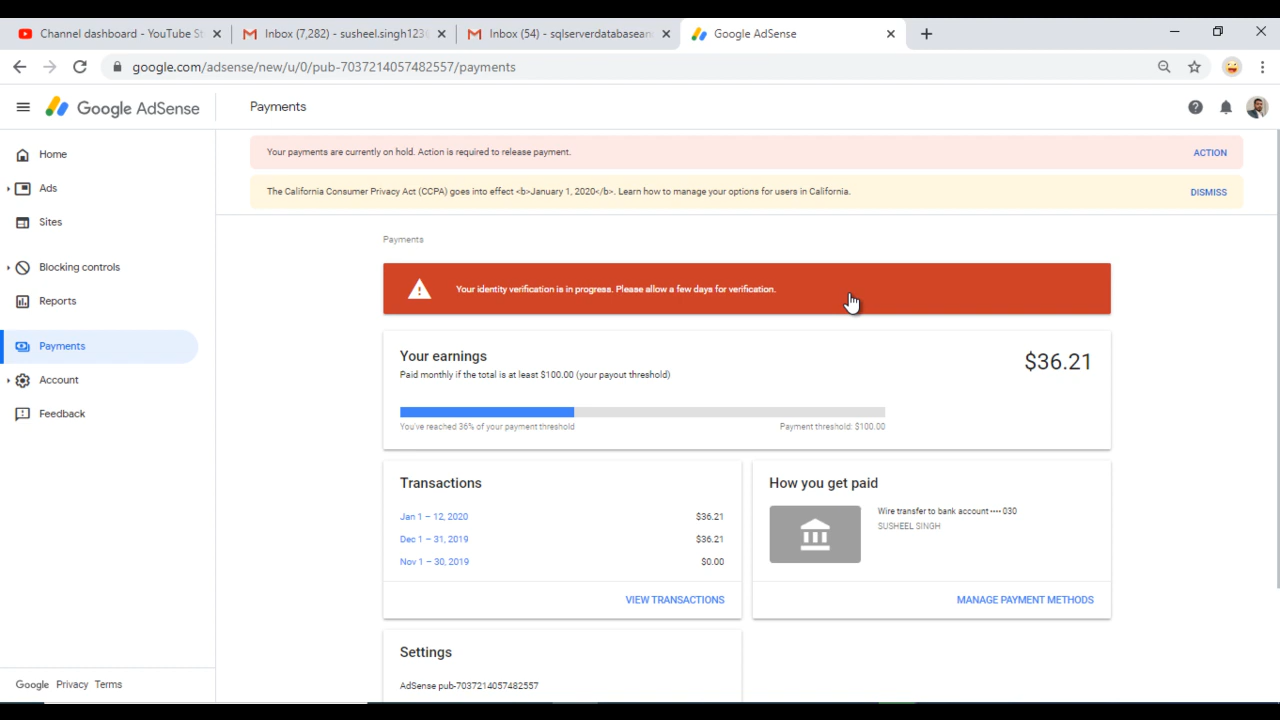 Channel dashboard - YouTube St
Inbox (7,282) - susheel.singh123
Inbox (54) - sqlserverdatabasean
Google AdSense
google.com/adsense/new/u/0/pub-7037214057482557/payments
Google AdSense
Payments
Home
Ads
Sites
Blocking controls
Reports
Payments
Account
Feedback
Google Privacy Terms
Your payments are currently on hold. Action is required to release payment.
ACTION
The California Consumer Privacy Act (CCPA) goes into effect <b>January 1, 2020</b>. Learn how to manage your options for users in California.
DISMISS
Payments
Your identity verification is in progress. Please allow a few days for verification.
Your earnings
$36.21
Paid monthly if the total is at least $100.00 (your payout threshold)
You've reached 36% of your payment threshold
Payment threshold: $100.00
Transactions
Jan 1 – 12, 2020 $36.21
Dec 1 – 31, 2019 $36.21
Nov 1 – 30, 2019 $0.00
VIEW TRANSACTIONS
How you get paid
Wire transfer to bank account •••• 030
SUSHEEL SINGH
MANAGE PAYMENT METHODS
Settings
AdSense pub-7037214057482557